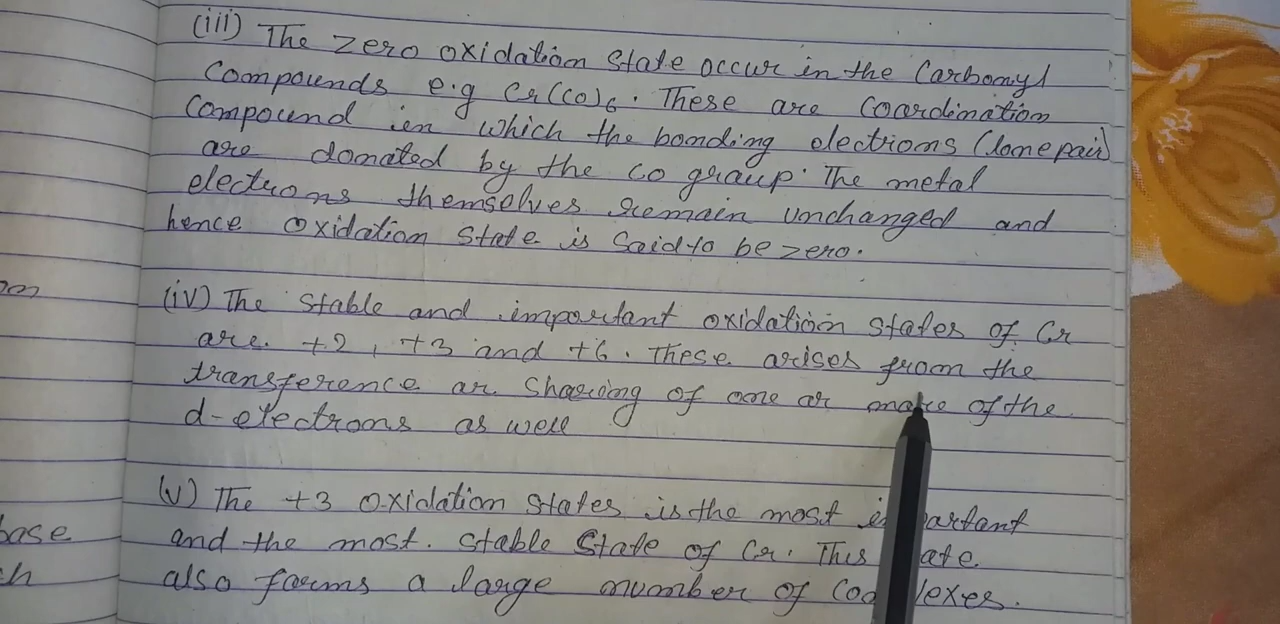 (iii) The zero oxidation State occur in the Carbonyl
Compounds e.g Cr(CO)6. These are Coordination
Compound in which the bonding electrons (lone pair)
are donated by the CO group. The metal
electrons themselves remain unchanged and
hence Oxidation State is Said to be zero.
(iv) The Stable and important oxidation states of Cr
are. +2, +3 and +6. These arises from the
transference or Sharing of one or more of the
d-electrons as well
(v) The +3 Oxidation States is the most
and the most. Stable State of Cr. This
base
also forms a large number of
ch